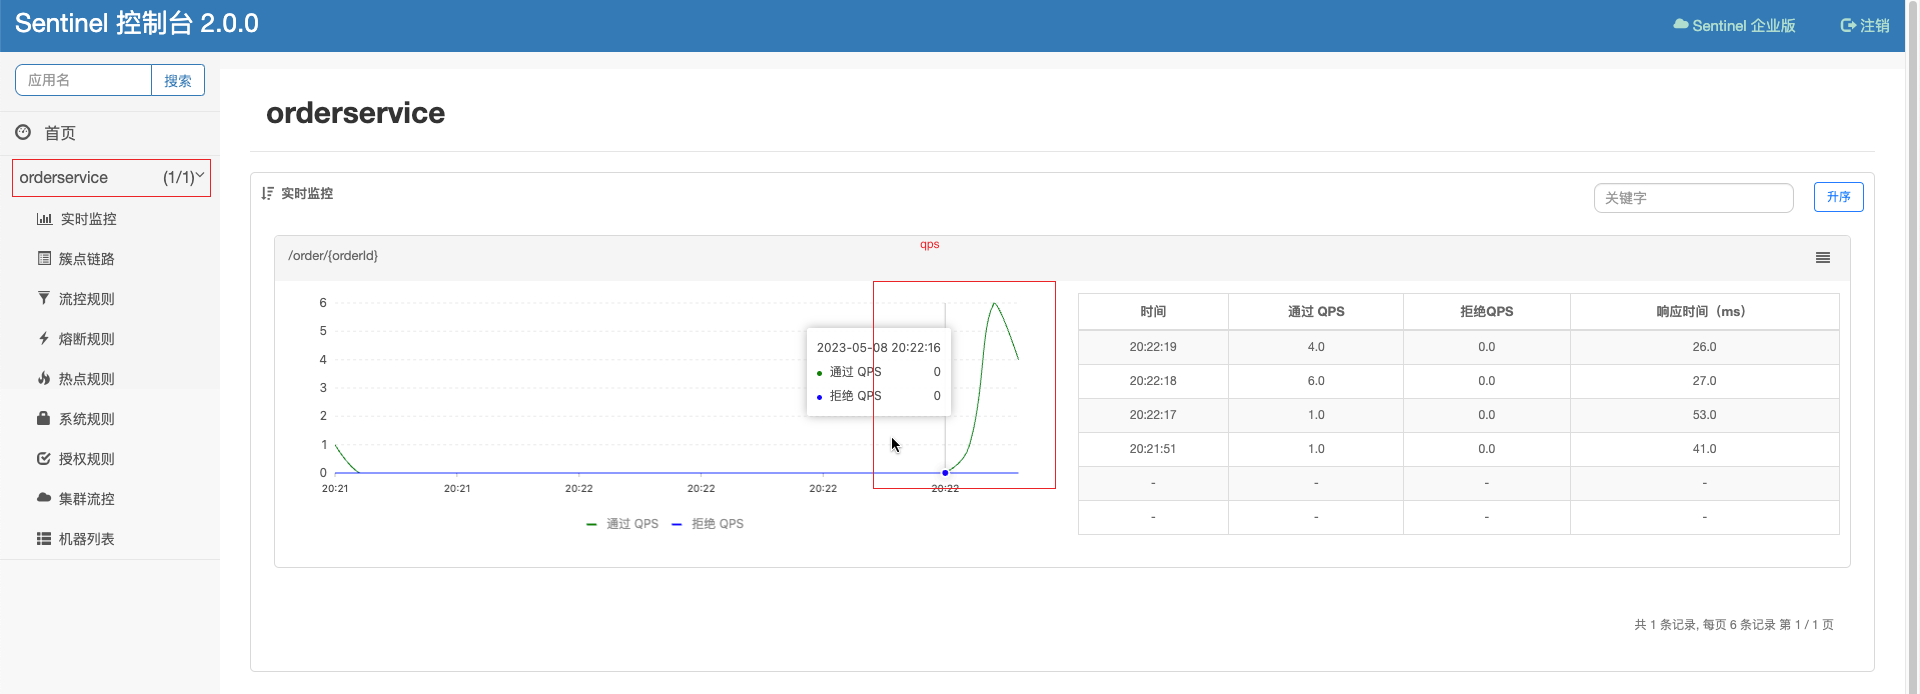 Sentinel 控制台 2.0.0
Sentinel 企业版
注销
应用名
搜索
首页
orderservice (1/1)
实时监控
簇点链路
流控规则
熔断规则
热点规则
系统规则
授权规则
集群流控
机器列表
orderservice
实时监控
关键字
升序
qps
/order/{orderId}
6
5
4
3
2
1
0
20:21 20:21 20:22 20:22 20:22 20:22
2023-05-08 20:22:16
通过 QPS 0
拒绝 QPS 0
通过 QPS 拒绝 QPS
时间 通过 QPS 拒绝QPS 响应时间（ms）
20:22:19 4.0 0.0 26.0
20:22:18 6.0 0.0 27.0
20:22:17 1.0 0.0 53.0
20:21:51 1.0 0.0 41.0
- - - -
- - - -
共 1 条记录, 每页 6 条记录 第 1 / 1 页